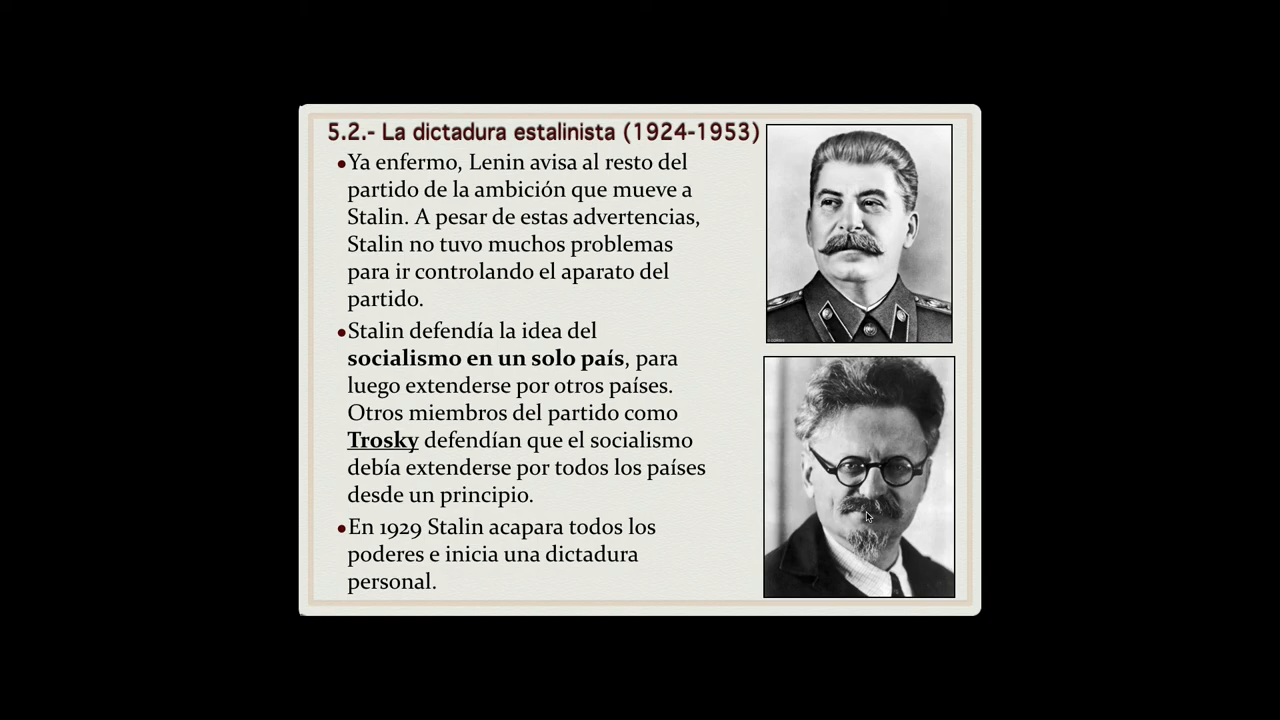 5.2.- La dictadura estalinista (1924-1953)
•Ya enfermo, Lenin avisa al resto del
partido de la ambición que mueve a
Stalin. A pesar de estas advertencias,
Stalin no tuvo muchos problemas
para ir controlando el aparato del
partido.
•Stalin defendía la idea del
socialismo en un solo país, para
luego extenderse por otros países.
Otros miembros del partido como
Trosky defendían que el socialismo
debía extenderse por todos los países
desde un principio.
•En 1929 Stalin acapara todos los
poderes e inicia una dictadura
personal.